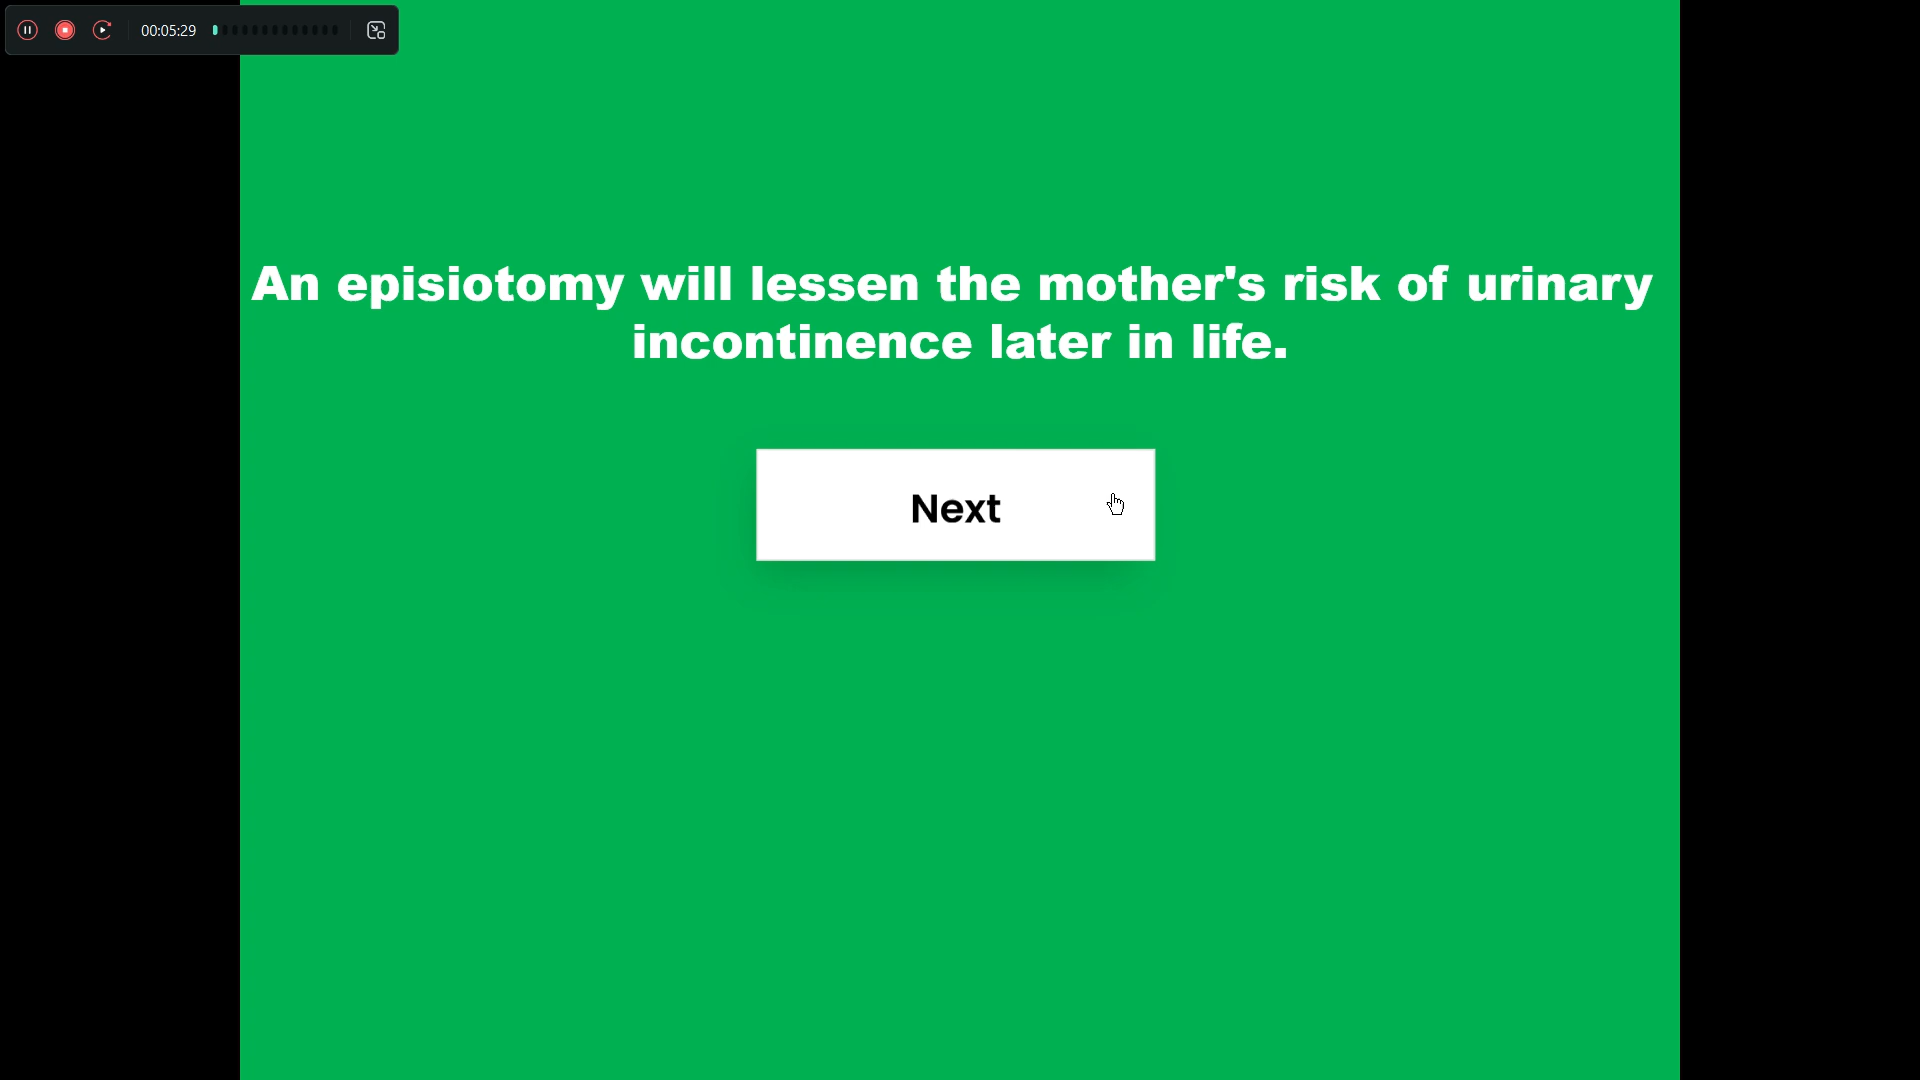 00:05:29
An episiotomy will lessen the mother's risk of urinary
incontinence later in life.
Next